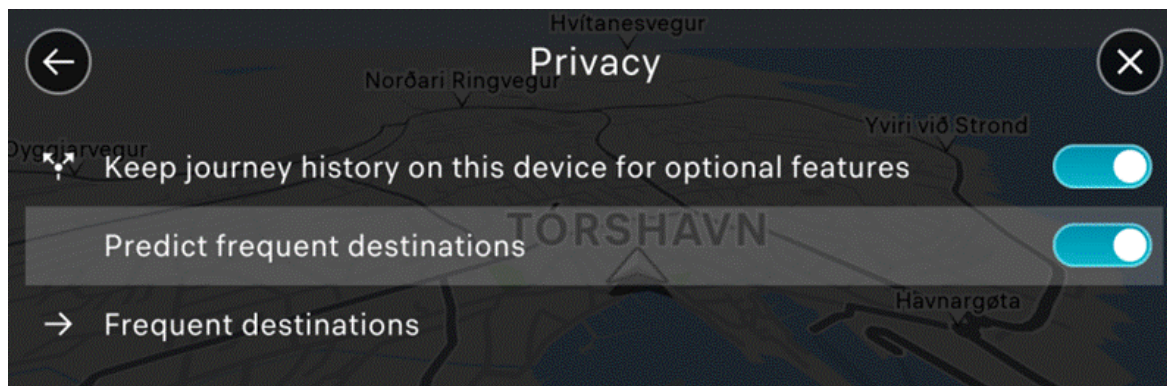 Hvítanesvegur
Privacy
Norðari Ringvegur
Yviri við Strond
Oyggjarvegur
Keep journey history on this device for optional features
TÓRSHAVN
Predict frequent destinations
Havnargøta
Frequent destinations